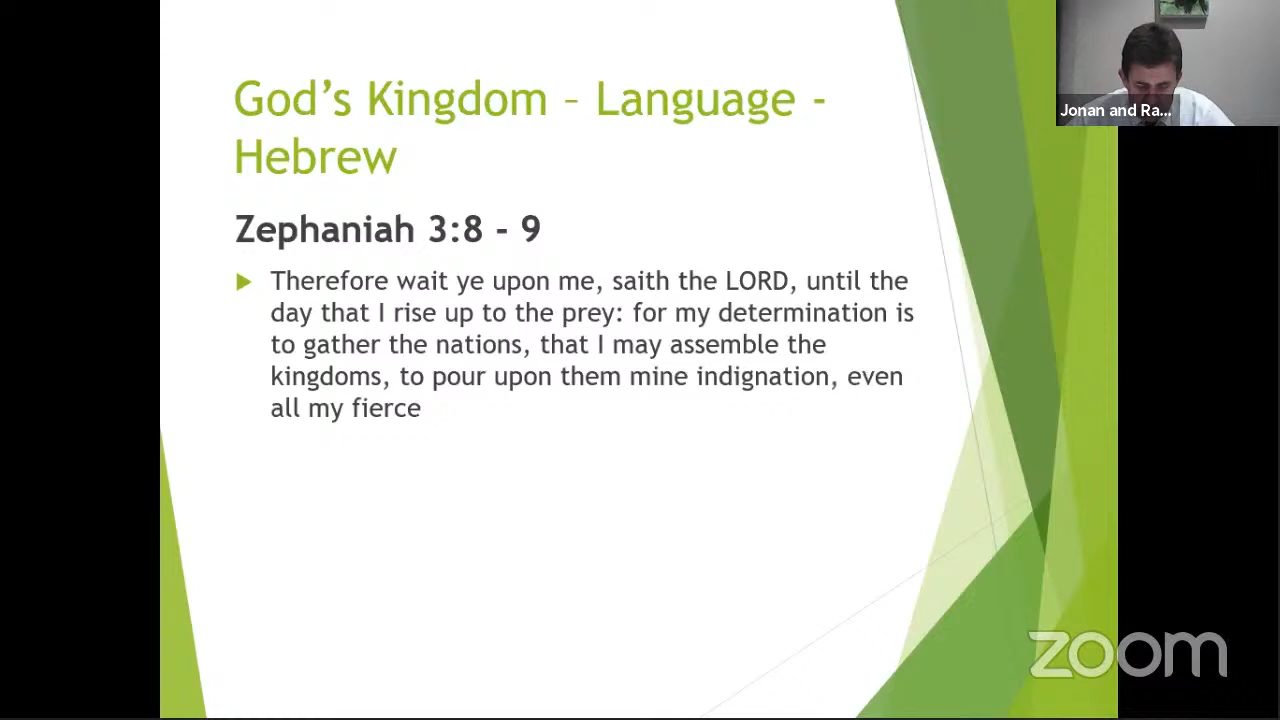 God's Kingdom – Language -
Hebrew
Zephaniah 3:8 - 9
Therefore wait ye upon me, saith the LORD, until the
day that I rise up to the prey: for my determination is
to gather the nations, that I may assemble the
kingdoms, to pour upon them mine indignation, even
all my fierce
Jonan and Ra...
zoom